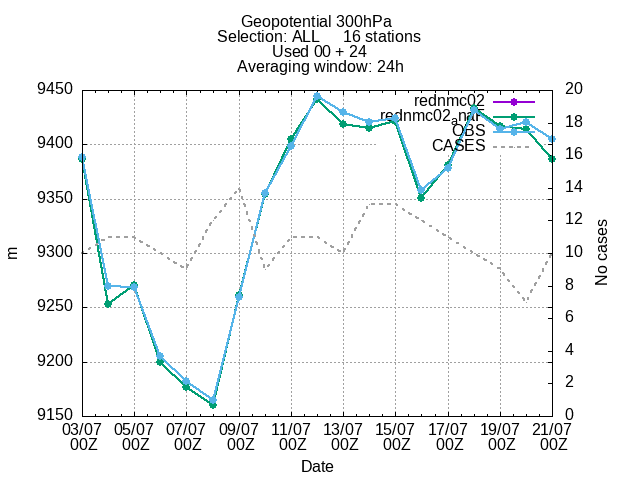 Geopotential 300hPa
Selection: ALL 16 stations
Used 00 + 24
Averaging window: 24h
9450
9400
9350
9300
9250
9200
9150
m
20
18
16
14
12
10
8
6
4
2
0
No cases
rednmc02
rednmc02_anaF
OBS
CASES
03/07 05/07 07/07 09/07 11/07 13/07 15/07 17/07 19/07 21/07
00Z 00Z 00Z 00Z 00Z 00Z 00Z 00Z 00Z 00Z
Date